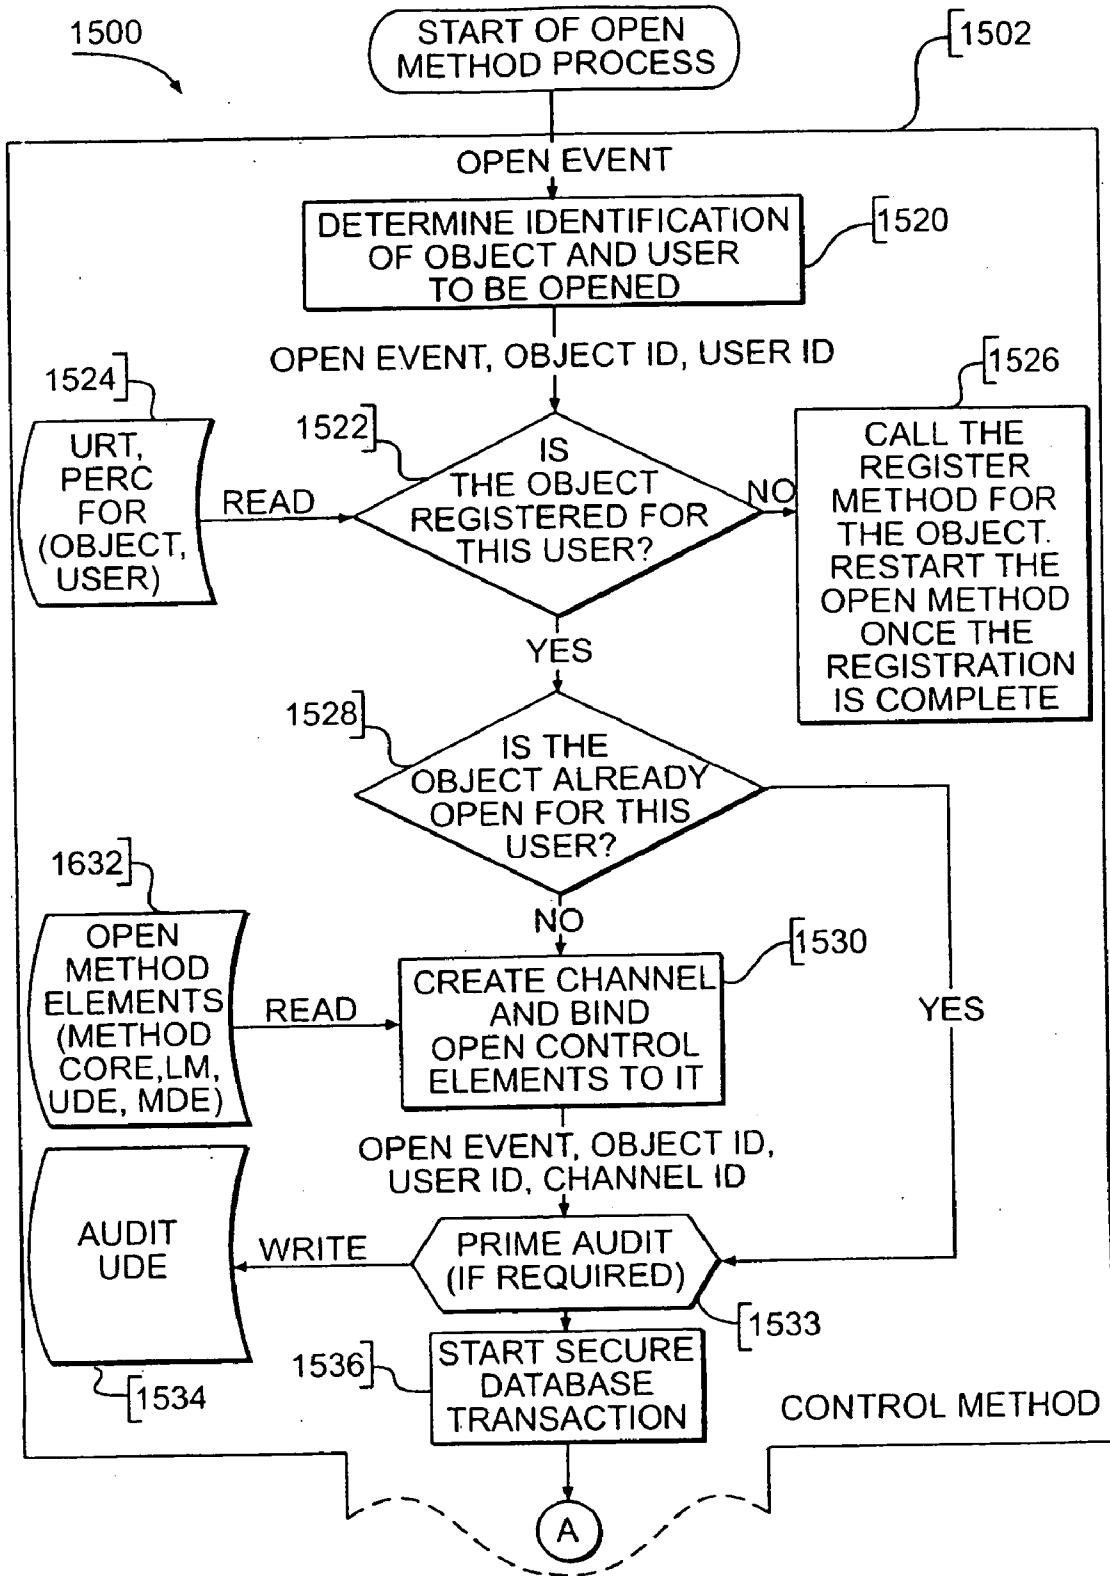 1500
START OF OPEN
METHOD PROCESS
1502
OPEN EVENT
DETERMINE IDENTIFICATION
OF OBJECT AND USER
TO BE OPENED
1520
OPEN EVENT, OBJECT ID, USER ID
1524
URT,
PERC
FOR
(OBJECT,
USER)
READ
1522
IS
THE OBJECT
REGISTERED FOR
THIS USER?
NO
1526
CALL THE
REGISTER
METHOD FOR
THE OBJECT.
RESTART THE
OPEN METHOD
ONCE THE
REGISTRATION
IS COMPLETE
YES
1528
IS THE
OBJECT ALREADY
OPEN FOR THIS
USER?
NO
YES
1632
OPEN
METHOD
ELEMENTS
(METHOD
CORE,LM,
UDE, MDE)
READ
1530
CREATE CHANNEL
AND BIND
OPEN CONTROL
ELEMENTS TO IT
OPEN EVENT, OBJECT ID,
USER ID, CHANNEL ID
AUDIT
UDE
1534
WRITE
PRIME AUDIT
(IF REQUIRED)
1533
1536
START SECURE
DATABASE
TRANSACTION
CONTROL METHOD
A